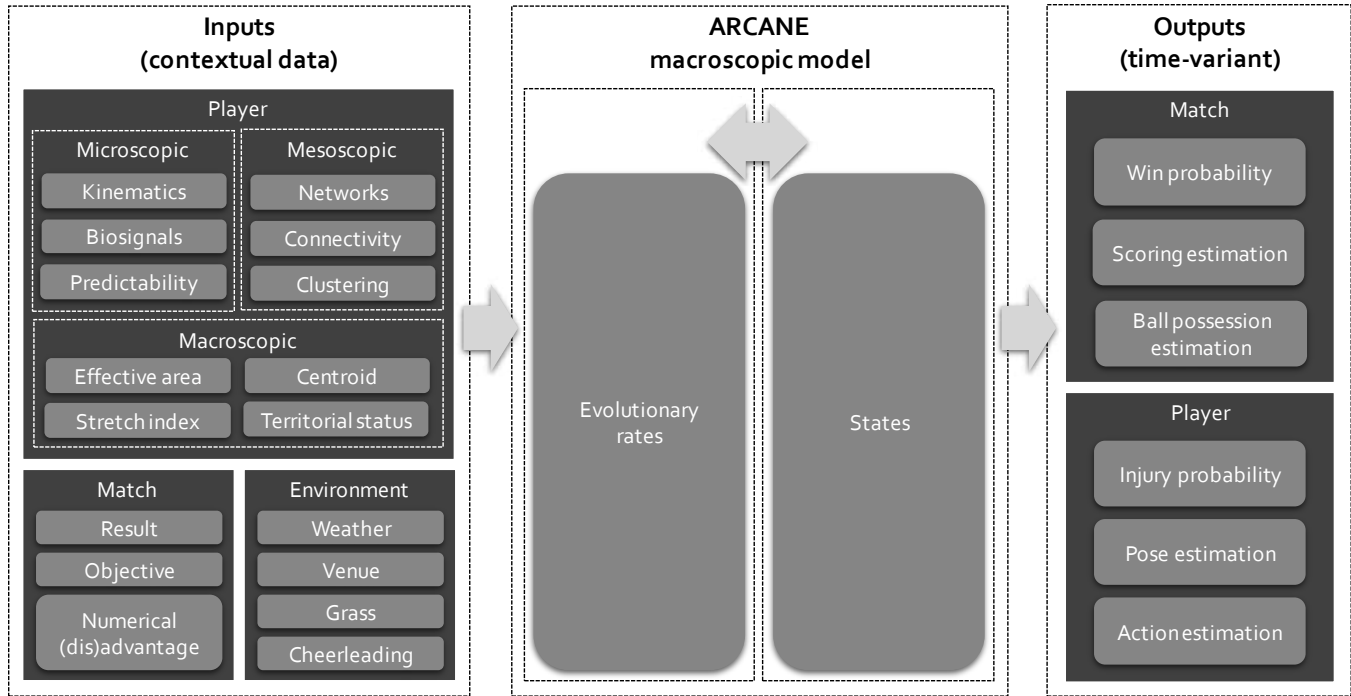 Inputs
(contextual data)
Player
Microscopic
Kinematics
Biosignals
Predictability
Mesoscopic
Networks
Connectivity
Clustering
Macroscopic
Effective area
Centroid
Stretch index
Territorial status
Match
Result
Objective
Numerical
(dis)advantage
Environment
Weather
Venue
Grass
Cheerleading
ARCANE
macroscopic model
Evolutionary
rates
States
Outputs
(time-variant)
Match
Win probability
Scoring estimation
Ball possession
estimation
Player
Injury probability
Pose estimation
Action estimation